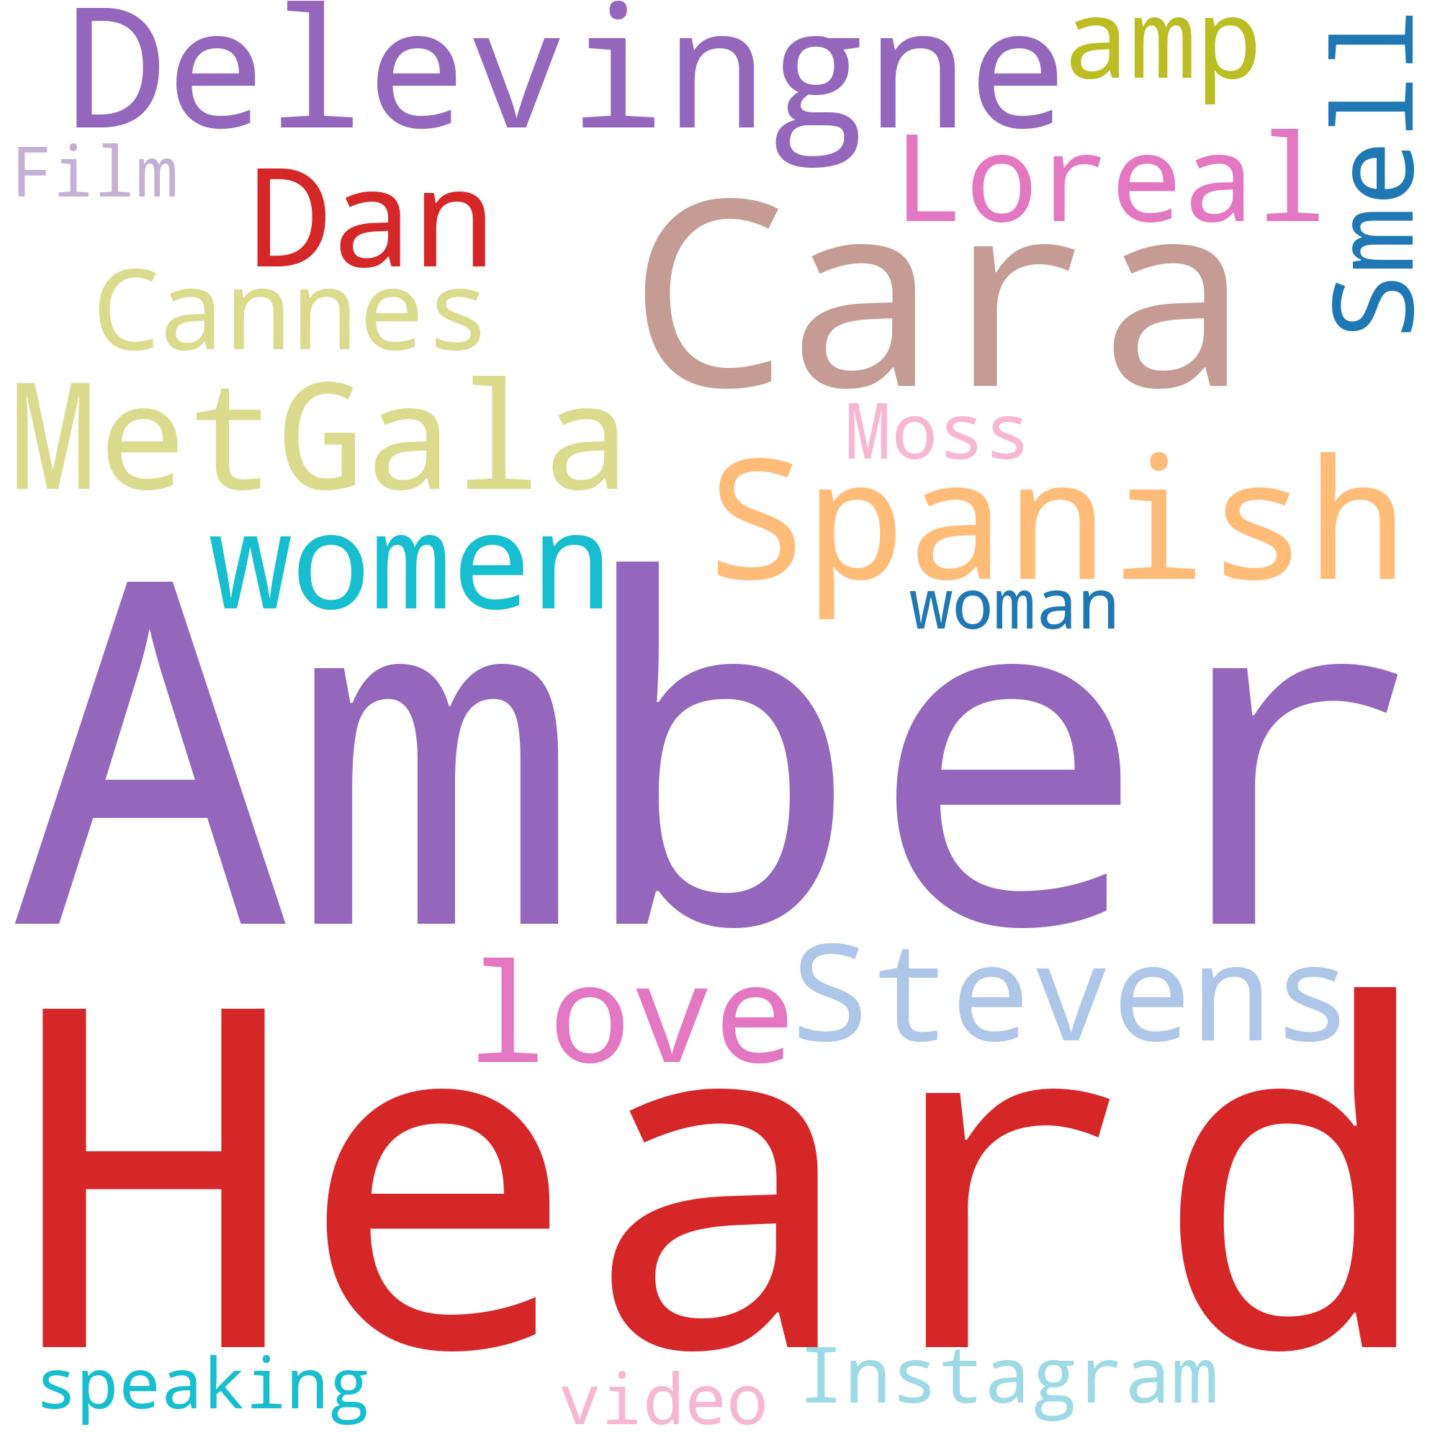 Delevingne
amp
Smell
Film
Dan
Loreal
Cannes
Cara
MetGala
Moss
Spanish
women
woman
Amber
love
Stevens
Heard
speaking
video
Instagram